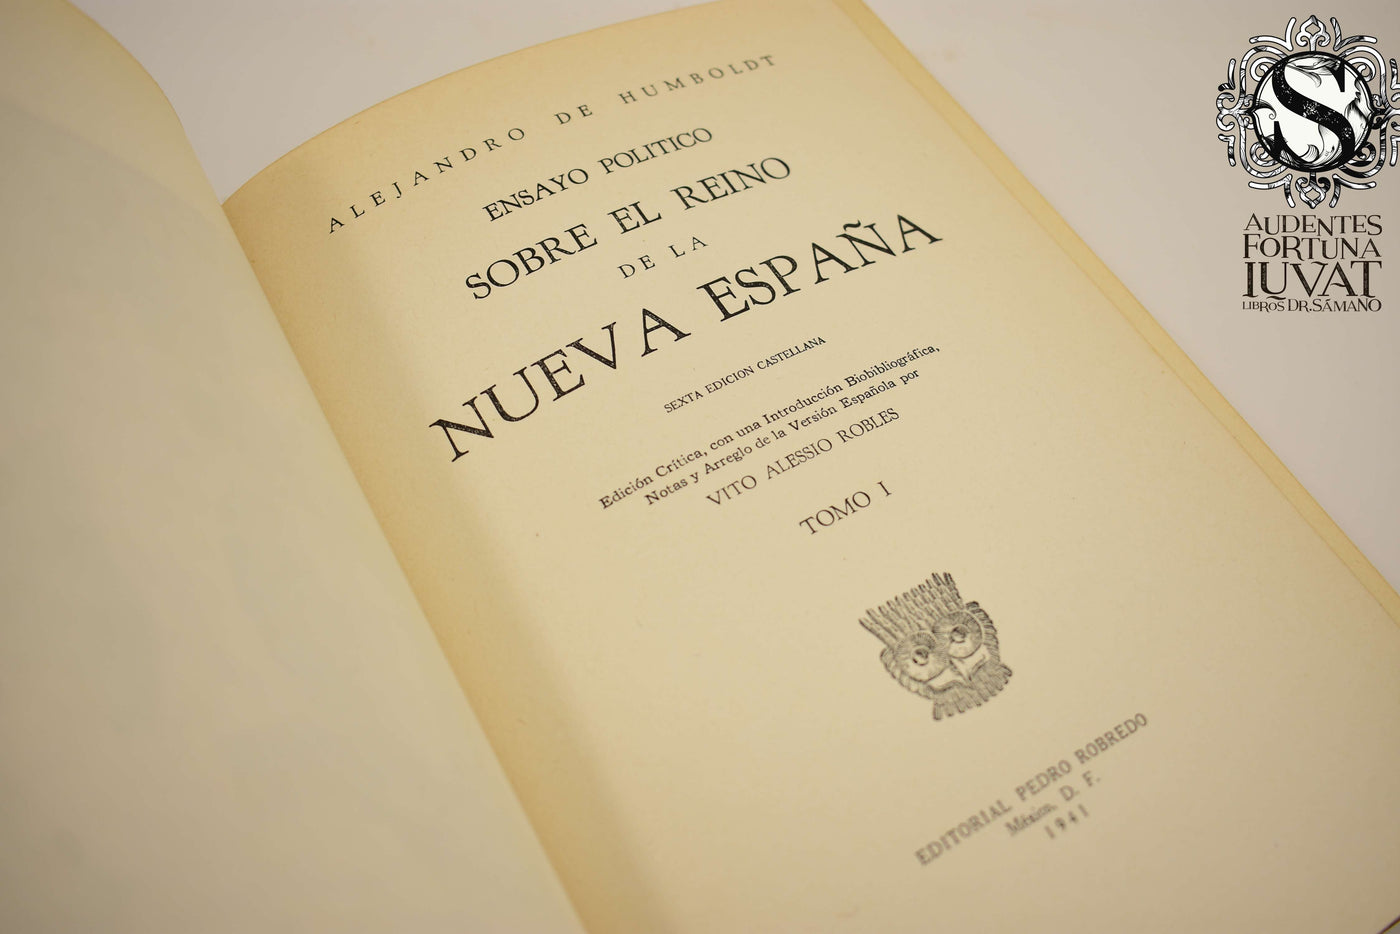 ALEJANDRO DE HUMBOLDT
ENSAYO POLITICO
SOBRE EL REINO
DE LA
NUEVA ESPAÑA
SEXTA EDICION CASTELLANA
Edición Crítica, con una Introducción Biobibliográfica,
Notas y Arreglo de la Versión Española por
VITO ALESSIO ROBLES
TOMO I
EDITORIAL PEDRO ROBREDO
México, D. F.
1941
S
AUDENTES
FORTUNA
IUVAT
LIBROS DR. SÁMANO